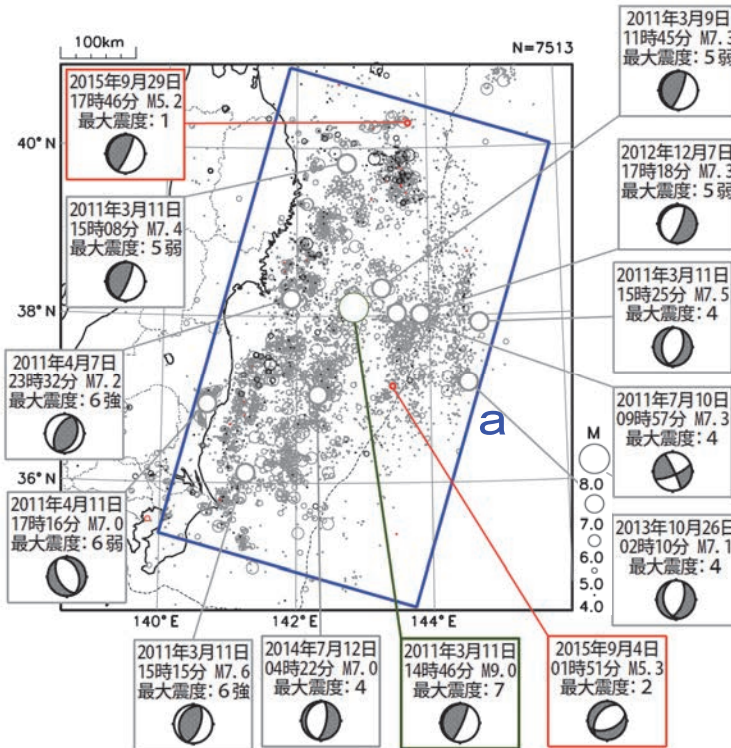 100km
N=7513
2011年3月9日
11時45分 M7.3
最大震度:5弱
2015年9月29日
17時46分 M5.2
最大震度:1
40°N
2012年12月7日
17時18分 M7.3
最大震度:5弱
2011年3月11日
15時08分 M7.4
最大震度:5弱
2011年3月11日
15時25分 M7.5
最大震度:4
38°N
2011年4月7日
23時32分 M7.2
最大震度:6強
2011年7月10日
09時57分 M7.3
最大震度:4
a
M
8.0
7.0
6.0
5.0
4.0
36°N
2011年4月11日
17時16分 M7.0
最大震度:6弱
2013年10月26日
02時10分 M7.1
最大震度:4
140°E
142°E
144°E
2011年3月11日
15時15分 M7.6
最大震度:6強
2014年7月12日
04時22分 M7.0
最大震度:4
2011年3月11日
14時46分 M9.0
最大震度:7
2015年9月4日
01時51分 M5.3
最大震度:2